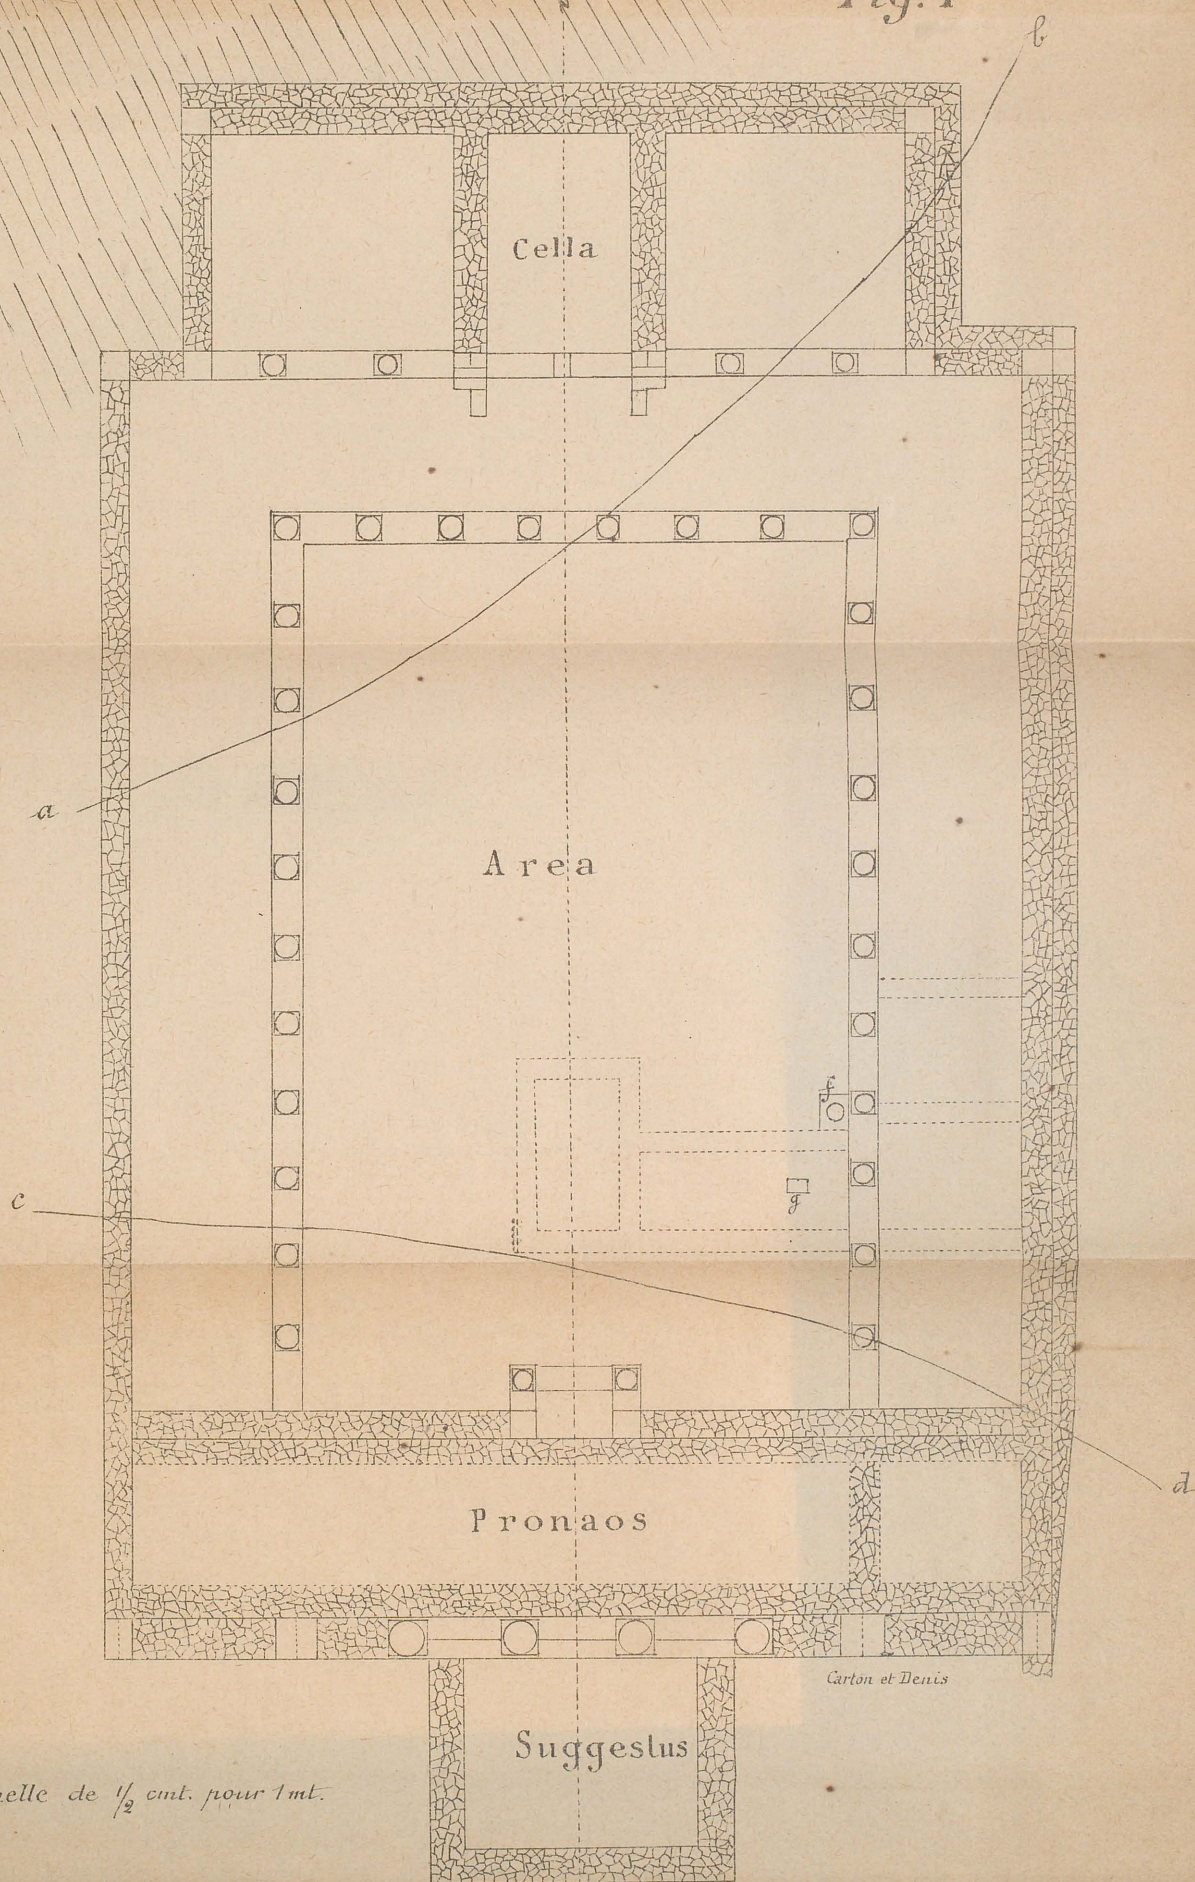 Fig. 1
b
Cella
a
Area
f
g
c
d
Pronaos
Carton et Denis
Suggestus
elle de 1/2 cmt. pour 1 mt.